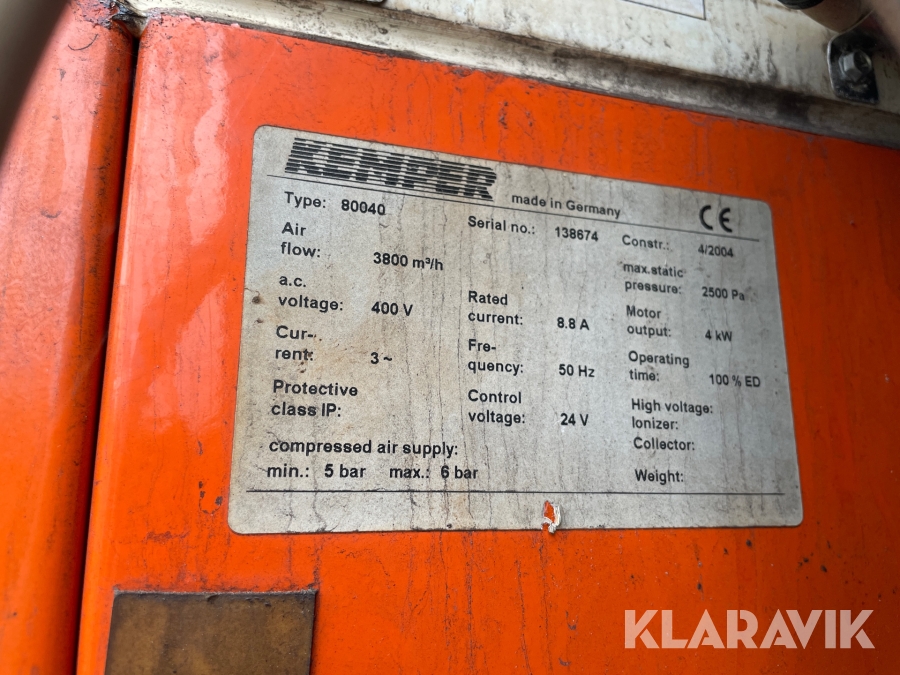 KEMPER made in Germany CE
Type: 80040 Serial no.: 138674 Constr.: 4/2004
Air flow: 3800 m³/h max.static pressure: 2500 Pa
a.c. voltage: 400 V Rated current: 8.8 A Motor output: 4 kW
Cur-
rent: 3 ~ Fre-
quency: 50 Hz Operating time: 100 % ED
Protective class IP: Control voltage: 24 V High voltage:
Ionizer:
Collector:
compressed air supply:
min.: 5 bar max.: 6 bar Weight:
KLARAVIK